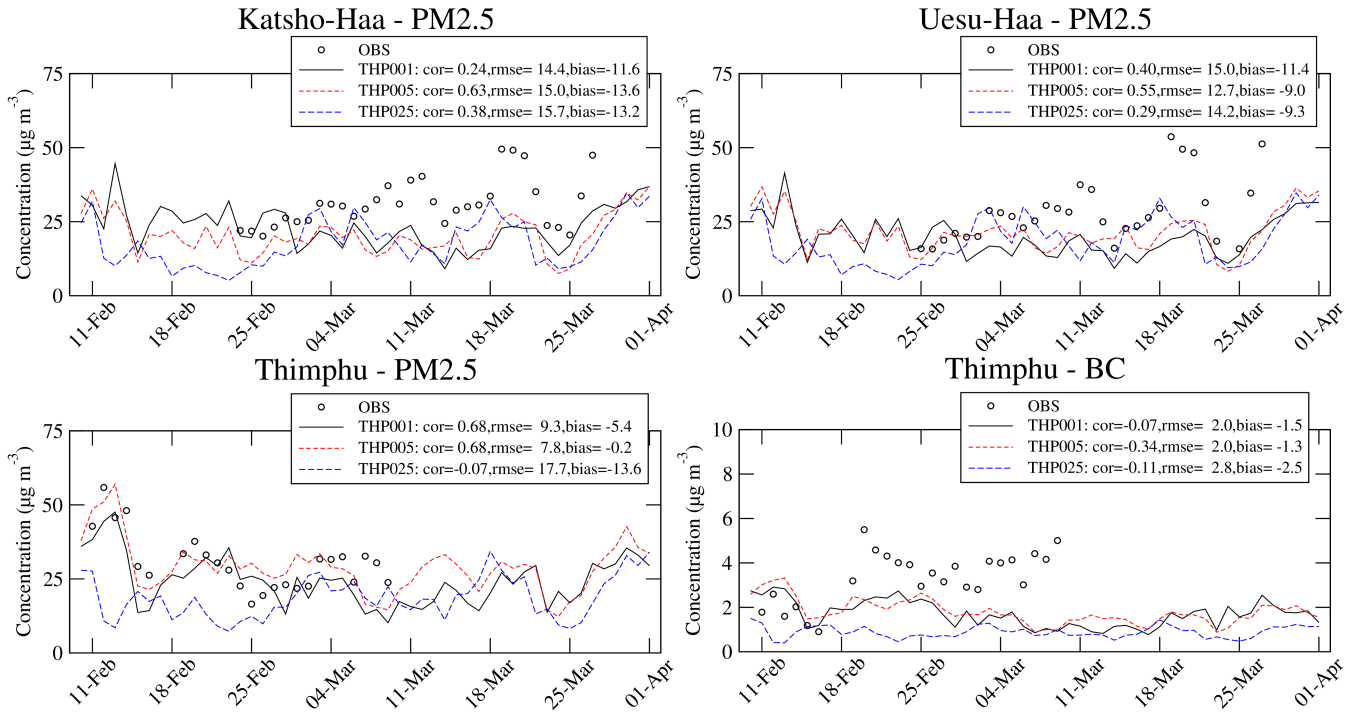 Katsho-Haa - PM2.5
OBS
THP001: cor= 0.24,rmse= 14.4,bias=-11.6
THP005: cor= 0.63,rmse= 15.0,bias=-13.6
THP025: cor= 0.38,rmse= 15.7,bias=-13.2
75
50
25
0
Concentration (μg m⁻³)
11-Feb
18-Feb
25-Feb
04-Mar
11-Mar
18-Mar
25-Mar
01-Apr
Uesu-Haa - PM2.5
OBS
THP001: cor= 0.40,rmse= 15.0,bias=-11.4
THP005: cor= 0.55,rmse= 12.7,bias= -9.0
THP025: cor= 0.29,rmse= 14.2,bias= -9.3
75
50
25
0
Concentration (μg m⁻³)
11-Feb
18-Feb
25-Feb
04-Mar
11-Mar
18-Mar
25-Mar
01-Apr
Thimphu - PM2.5
OBS
THP001: cor= 0.68,rmse=  9.3,bias= -5.4
THP005: cor= 0.68,rmse=  7.8,bias= -0.2
THP025: cor=-0.07,rmse= 17.7,bias=-13.6
75
50
25
0
Concentration (μg m⁻³)
11-Feb
18-Feb
25-Feb
04-Mar
11-Mar
18-Mar
25-Mar
01-Apr
Thimphu - BC
OBS
THP001: cor=-0.07,rmse=  2.0,bias= -1.5
THP005: cor=-0.34,rmse=  2.0,bias= -1.3
THP025: cor=-0.11,rmse=  2.8,bias= -2.5
10
8
6
4
2
0
Concentration (μg m⁻³)
11-Feb
18-Feb
25-Feb
04-Mar
11-Mar
18-Mar
25-Mar
01-Apr